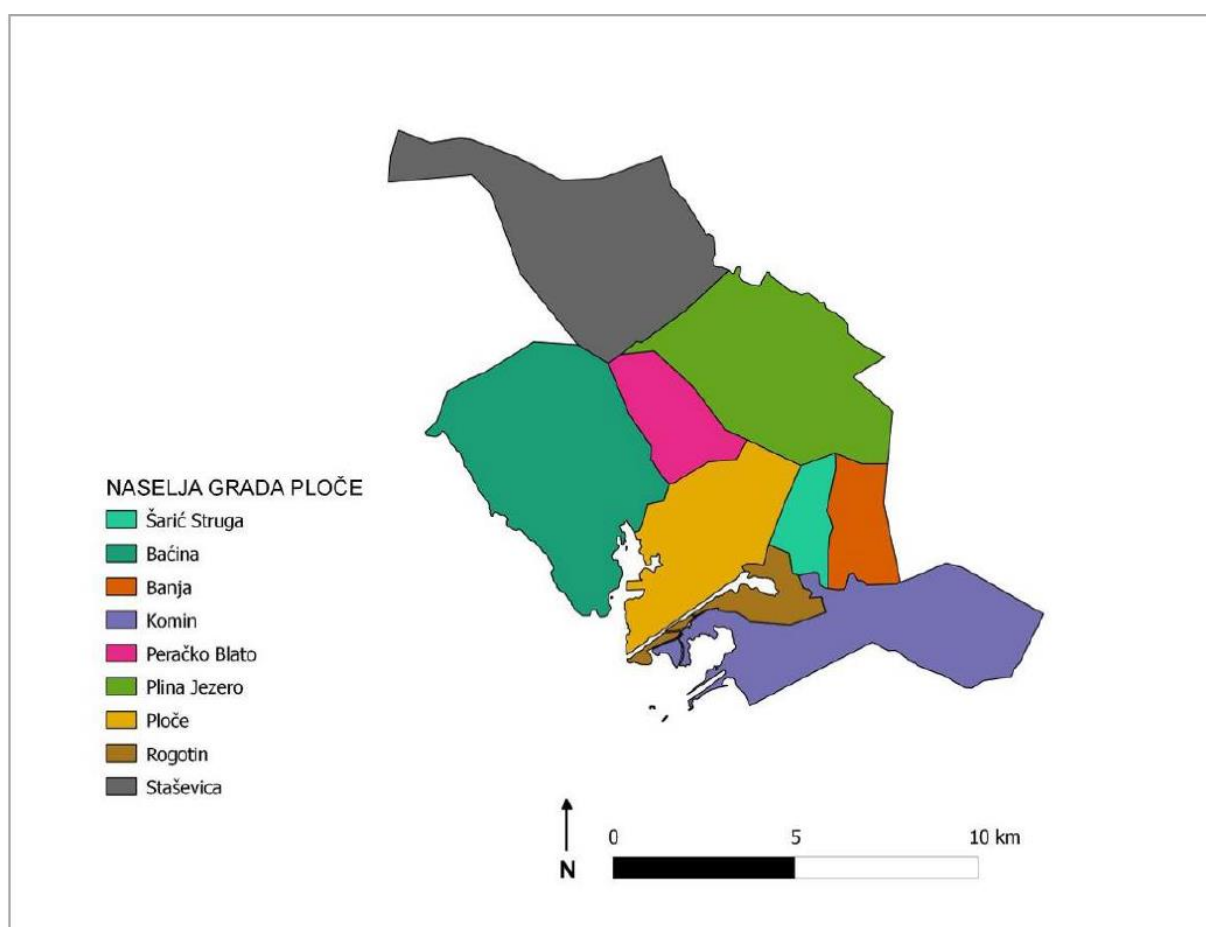 NASELJA GRADA PLOČE
Šarić Struga
Baćina
Banja
Komin
Peračko Blato
Plina Jezero
Ploče
Rogotin
Staševica
N
0 5 10 km